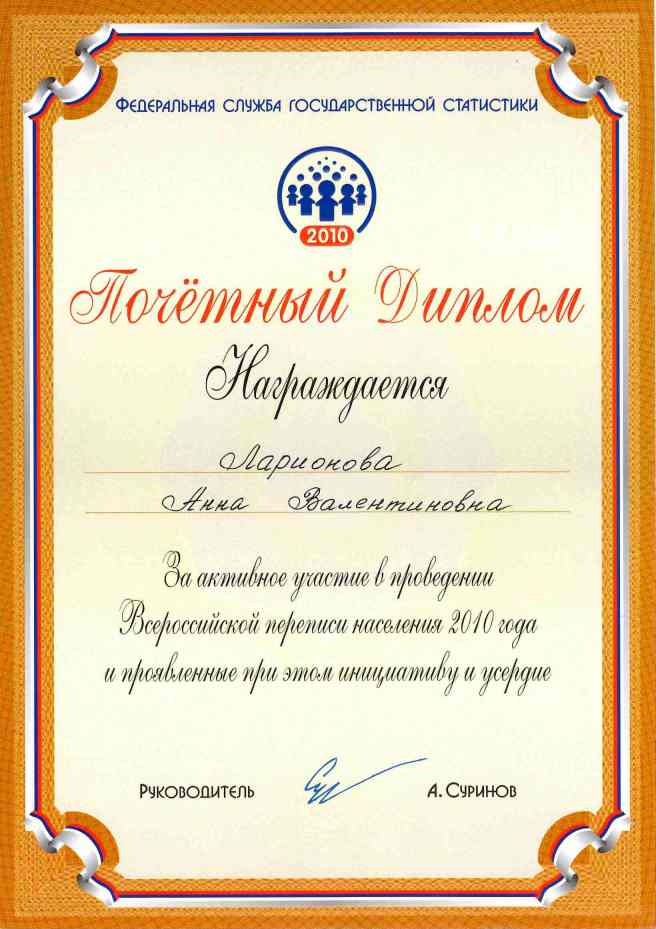 Федеральная служба государственной статистики
2010
Почётный Диплом
Награждается
Ларионова
Анна Валентиновна
За активное участие в проведении
Всероссийской переписи населения 2010 года
и проявленные при этом инициативу и усердие
Руководитель А. Суринов